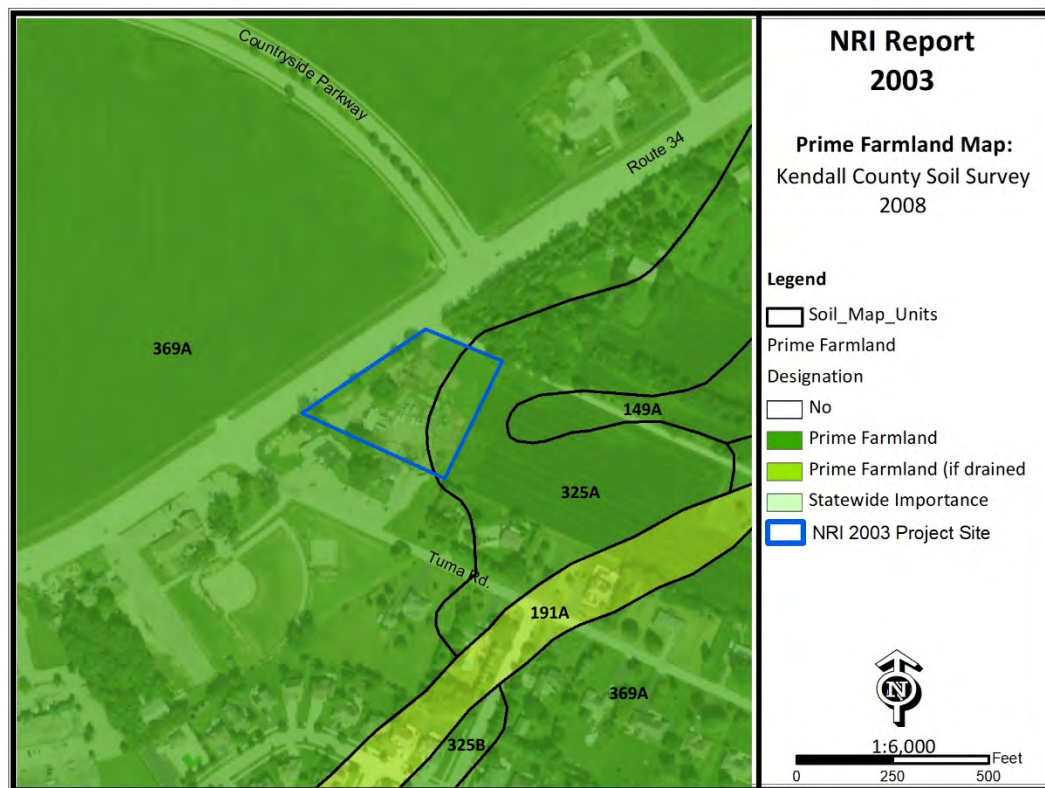 Countryside Parkway
Route 34
369A
149A
325A
Tuma Rd.
191A
369A
325B
NRI Report
2003
Prime Farmland Map:
Kendall County Soil Survey
2008
Legend
Soil_Map_Units
Prime Farmland
Designation
No
Prime Farmland
Prime Farmland (if drained
Statewide Importance
NRI 2003 Project Site
N
1:6,000
Feet
0 250 500